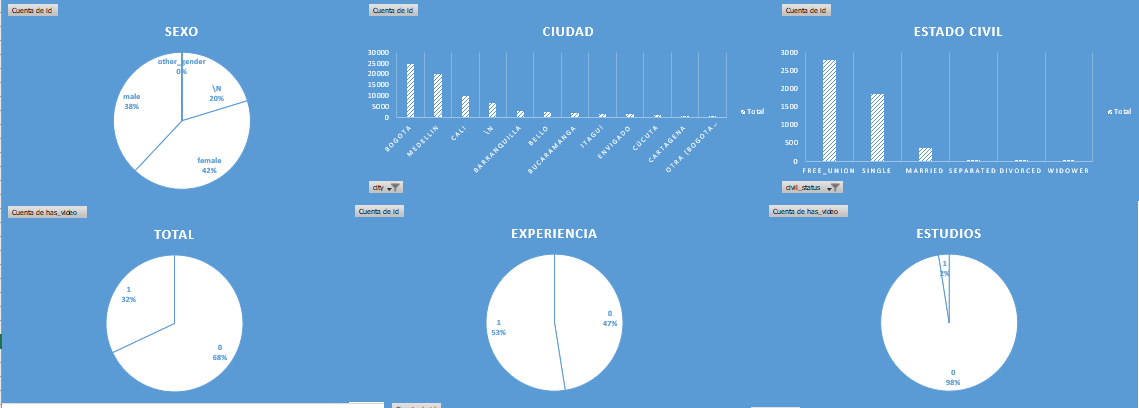 Cuenta de id
SEXO
other_gender
0%
\N
20%
male
38%
female
42%
Cuenta de id
CIUDAD
30000
25000
20000
15000
10000
5000
0
BOGOTA
MEDELLIN
CALI
\N
BARRANQUILLA
BELLO
BUCARAMANGA
ITAGUI
ENVIGADO
CÚCUTA
CARTAGENA
OTRA (BOGOTA…
Total
city
Cuenta de id
ESTADO CIVIL
3000
2500
2000
1500
1000
500
0
FREE_UNION SINGLE MARRIED SEPARATED DIVORCED WIDOWER
Total
civil_status
Cuenta de has_video
TOTAL
1
32%
0
68%
Cuenta de id
EXPERIENCIA
0
47%
1
53%
Cuenta de has_video
ESTUDIOS
1
2%
0
98%